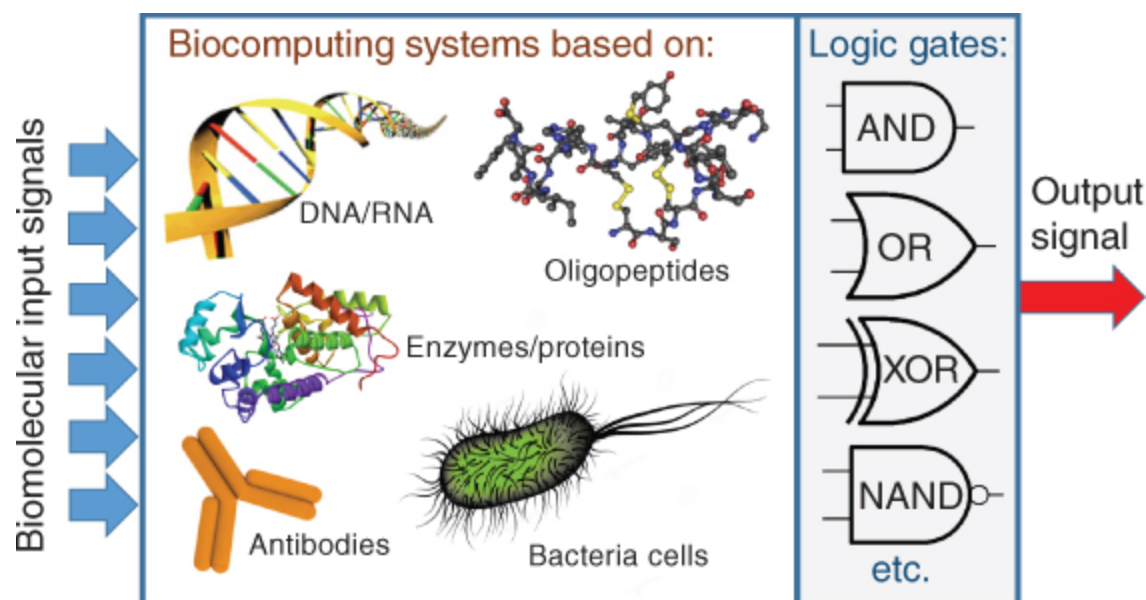 Biomolecular input signals
Biocomputing systems based on:
DNA/RNA
Oligopeptides
Enzymes/proteins
Antibodies
Bacteria cells
Logic gates:
AND
OR
XOR
NAND
etc.
Output
signal